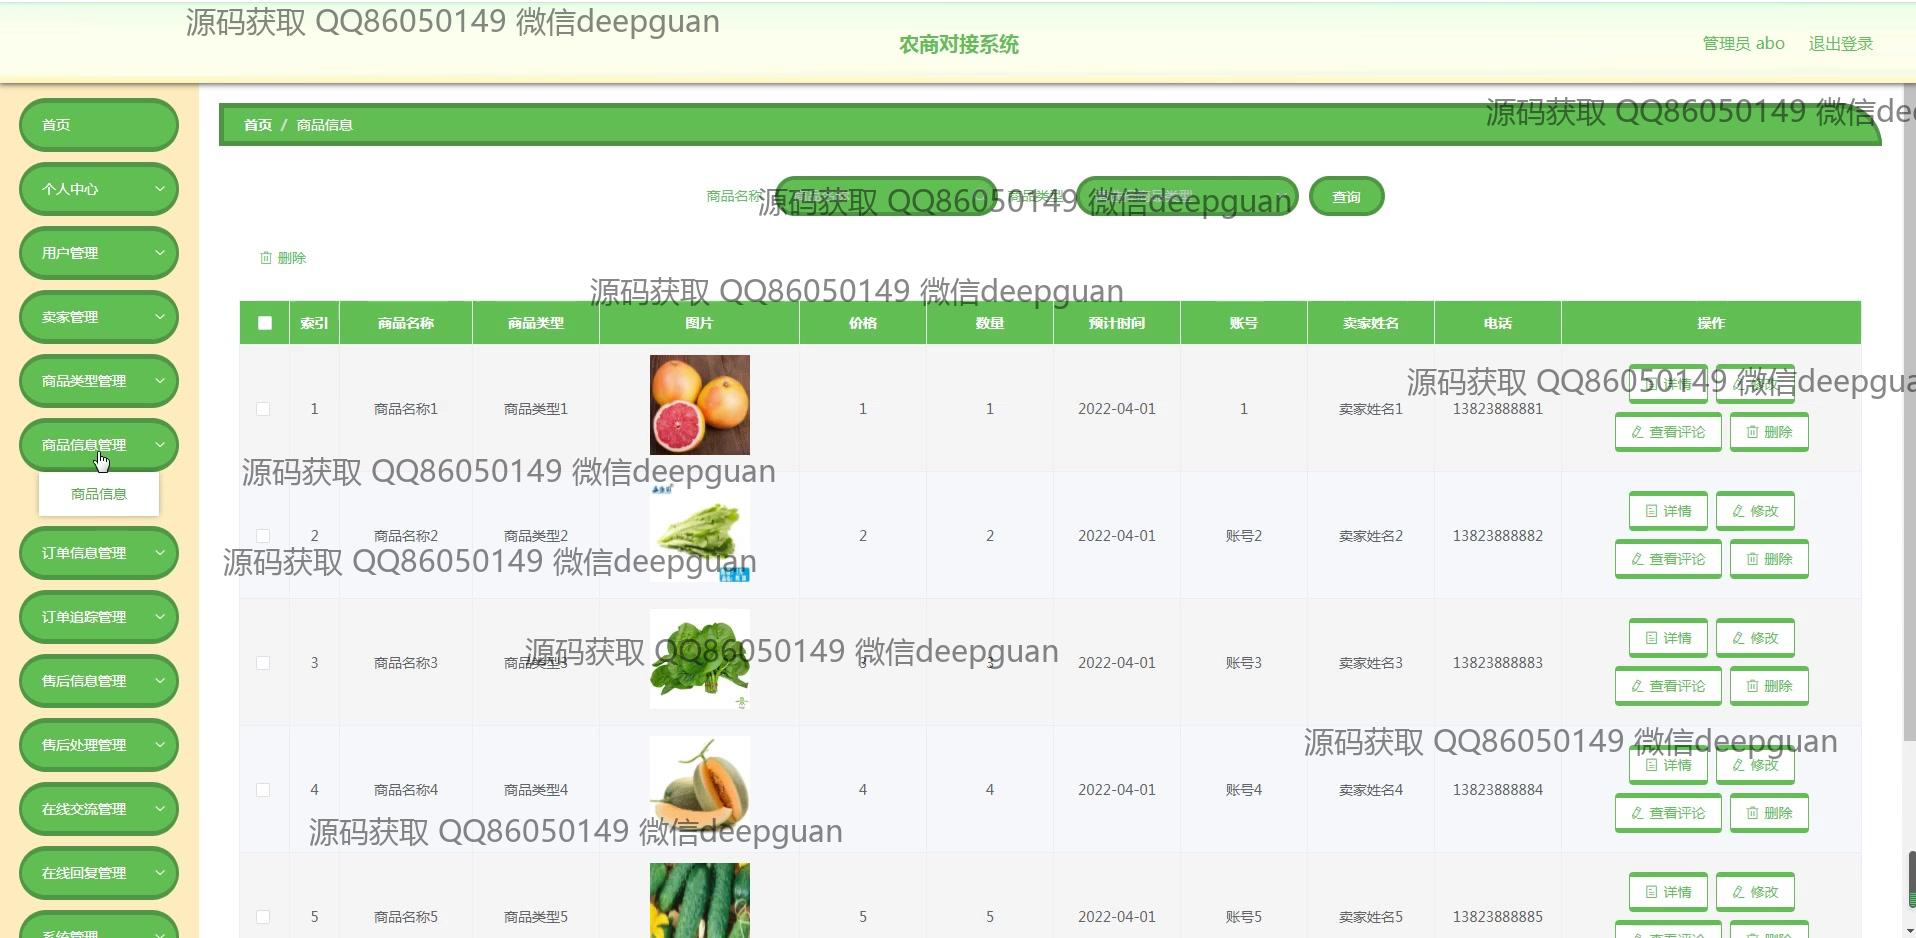 源码获取 QQ86050149 微信deepguan
农商对接系统
管理员 abo
退出登录
首页
个人中心
用户管理
卖家管理
商品类型管理
商品信息管理
商品信息
订单信息管理
订单追踪管理
售后信息管理
售后处理管理
在线交流管理
在线回复管理
系统管理
首页 / 商品信息
源码获取 QQ86050149 微信dee
商品名称
商品类型
查询
源码获取 QQ86050149 微信deepguan
删除
源码获取 QQ86050149 微信deepguan
索引 商品名称 商品类型 图片 价格 数量 预计时间 账号 卖家姓名 电话 操作
1 商品名称1 商品类型1 1 1 2022-04-01 1 卖家姓名1 13823888881
详情 修改
源码获取 QQ86050149 微信deepgua
查看评论 删除
源码获取 QQ86050149 微信deepguan
2 商品名称2 商品类型2 2 2 2022-04-01 账号2 卖家姓名2 13823888882
详情 修改
查看评论 删除
源码获取 QQ86050149 微信deepguan
3 商品名称3 商品类型3 3 3 2022-04-01 账号3 卖家姓名3 13823888883
详情 修改
查看评论 删除
源码获取 QQ86050149 微信deepguan
4 商品名称4 商品类型4 4 4 2022-04-01 账号4 卖家姓名4 13823888884
源码获取 QQ86050149 微信deepguan
详情 修改
查看评论 删除
源码获取 QQ86050149 微信deepguan
5 商品名称5 商品类型5 5 5 2022-04-01 账号5 卖家姓名5 13823888885
详情 修改
查看评论 删除